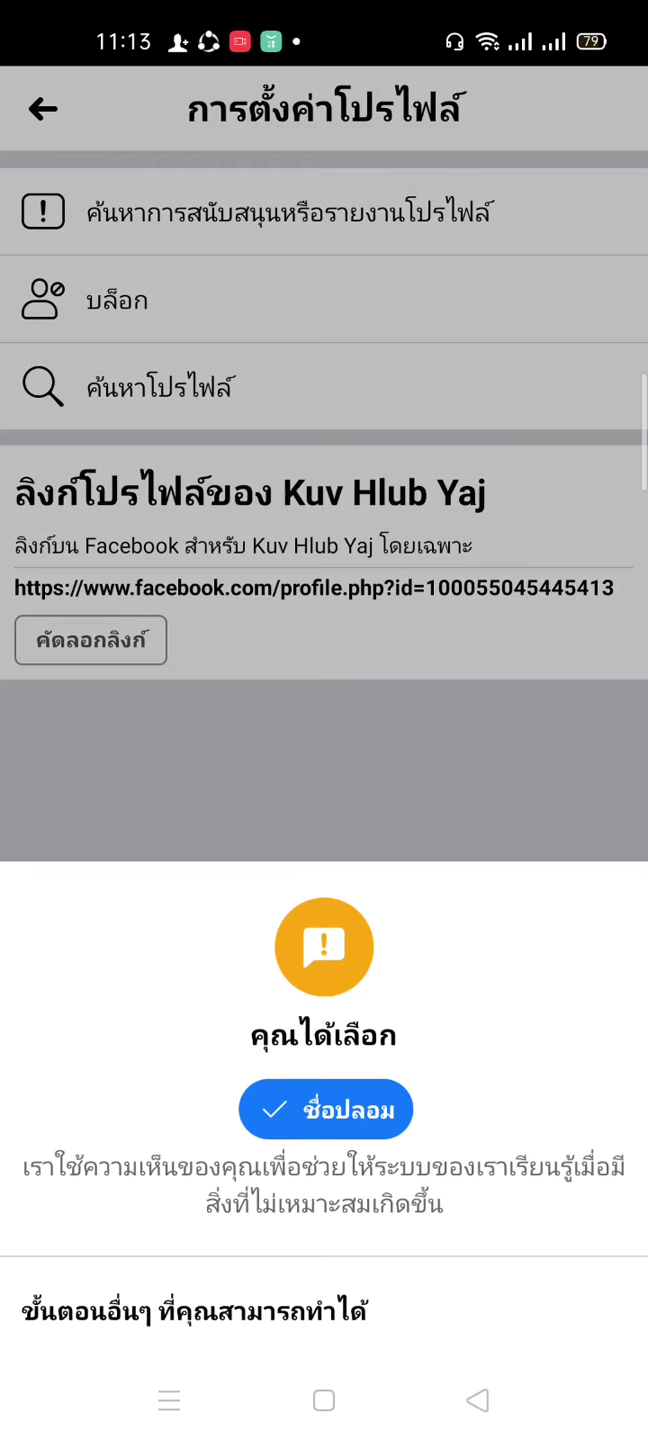 11:13
79
การตั้งค่าโปรไฟล์
ค้นหาการสนับสนุนหรือรายงานโปรไฟล์
บล็อก
ค้นหาโปรไฟล์
ลิงก์โปรไฟล์ของ Kuv Hlub Yaj
ลิงก์บน Facebook สำหรับ Kuv Hlub Yaj โดยเฉพาะ
https://www.facebook.com/profile.php?id=100055045445413
คัดลอกลิงก์
คุณได้เลือก
ชื่อปลอม
เราใช้ความเห็นของคุณเพื่อช่วยให้ระบบของเราเรียนรู้เมื่อมี
สิ่งที่ไม่เหมาะสมเกิดขึ้น
ขั้นตอนอื่นๆ ที่คุณสามารถทำได้